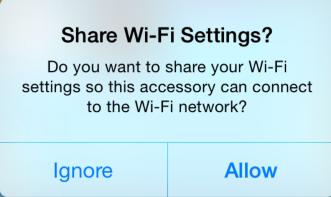 Share Wi-Fi Settings?
Do you want to share your Wi-Fi
settings so this accessory can connect
to the Wi-Fi network?
Ignore
Allow